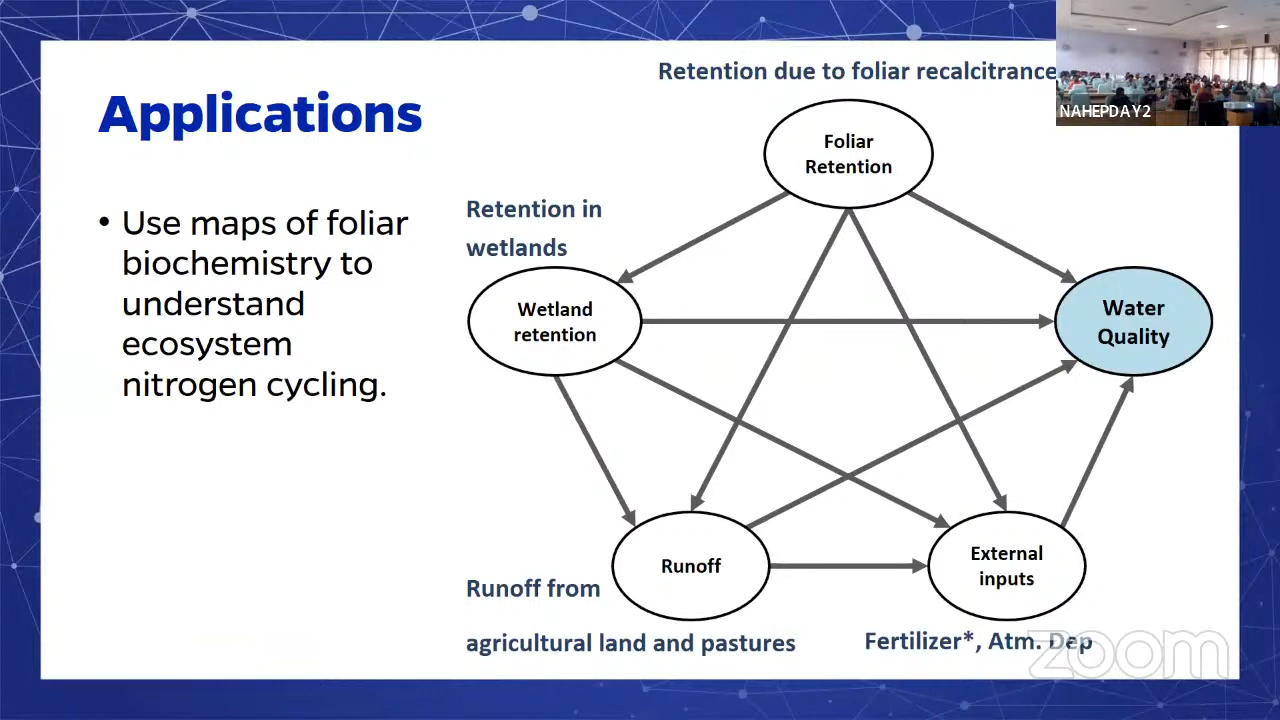 Retention due to foliar recalcitrance
NAHEPDAY2
Applications
Foliar
Retention
• Use maps of foliar
biochemistry to
understand
ecosystem
nitrogen cycling.
Retention in
wetlands
Wetland
retention
Water
Quality
Runoff
External
inputs
Runoff from
agricultural land and pastures
Fertilizer*, Atm. Dep
zoom